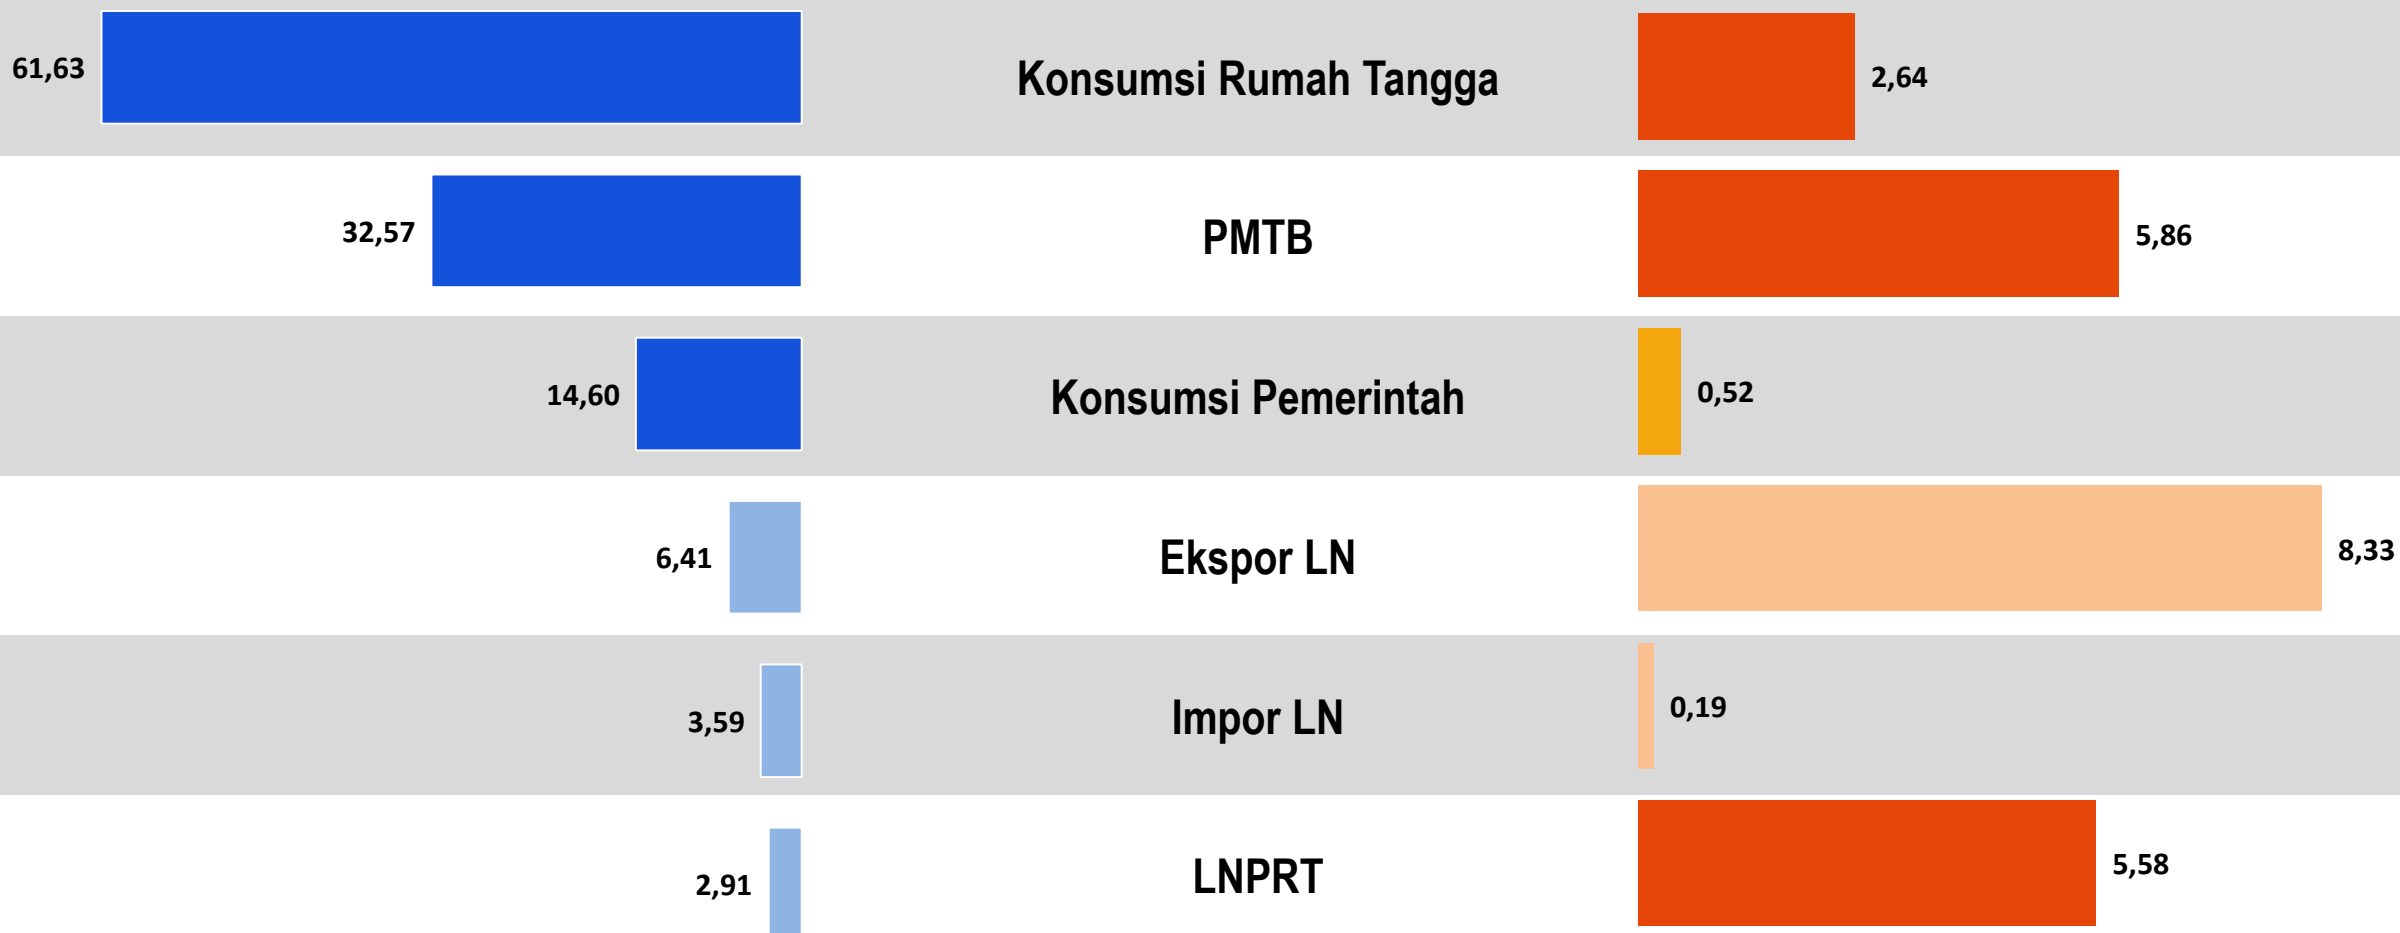 61,63
Konsumsi Rumah Tangga
2,64
32,57
PMTB
5,86
14,60
Konsumsi Pemerintah
0,52
6,41
Ekspor LN
8,33
3,59
Impor LN
0,19
2,91
LNPRT
5,58